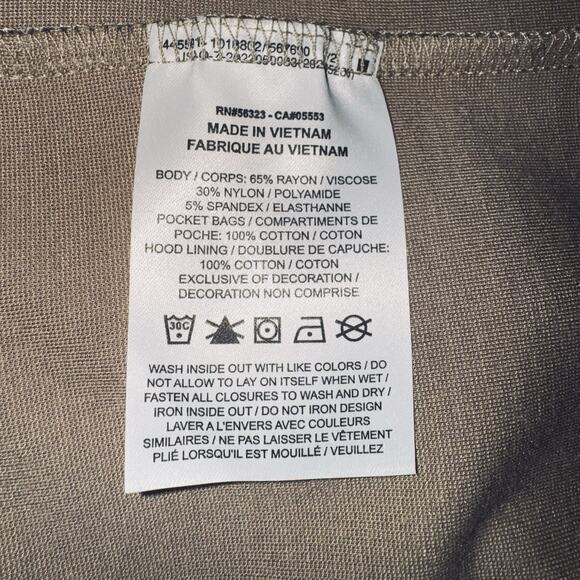 RN#56323 - CA#05553
MADE IN VIETNAM
FABRIQUE AU VIETNAM
BODY / CORPS: 65% RAYON / VISCOSE
30% NYLON / POLYAMIDE
5% SPANDEX / ELASTHANNE
POCKET BAGS / COMPARTIMENTS DE
POCHE: 100% COTTON / COTON
HOOD LINING / DOUBLURE DE CAPUCHE:
100% COTTON / COTON
EXCLUSIVE OF DECORATION /
DECORATION NON COMPRISE
30C
WASH INSIDE OUT WITH LIKE COLORS / DO
NOT ALLOW TO LAY ON ITSELF WHEN WET /
FASTEN ALL CLOSURES TO WASH AND DRY /
IRON INSIDE OUT / DO NOT IRON DESIGN
LAVER A L'ENVERS AVEC COULEURS
SIMILAIRES / NE PAS LAISSER LE VÊTEMENT
PLIÉ LORSQU'IL EST MOUILLÉ / VEUILLEZ